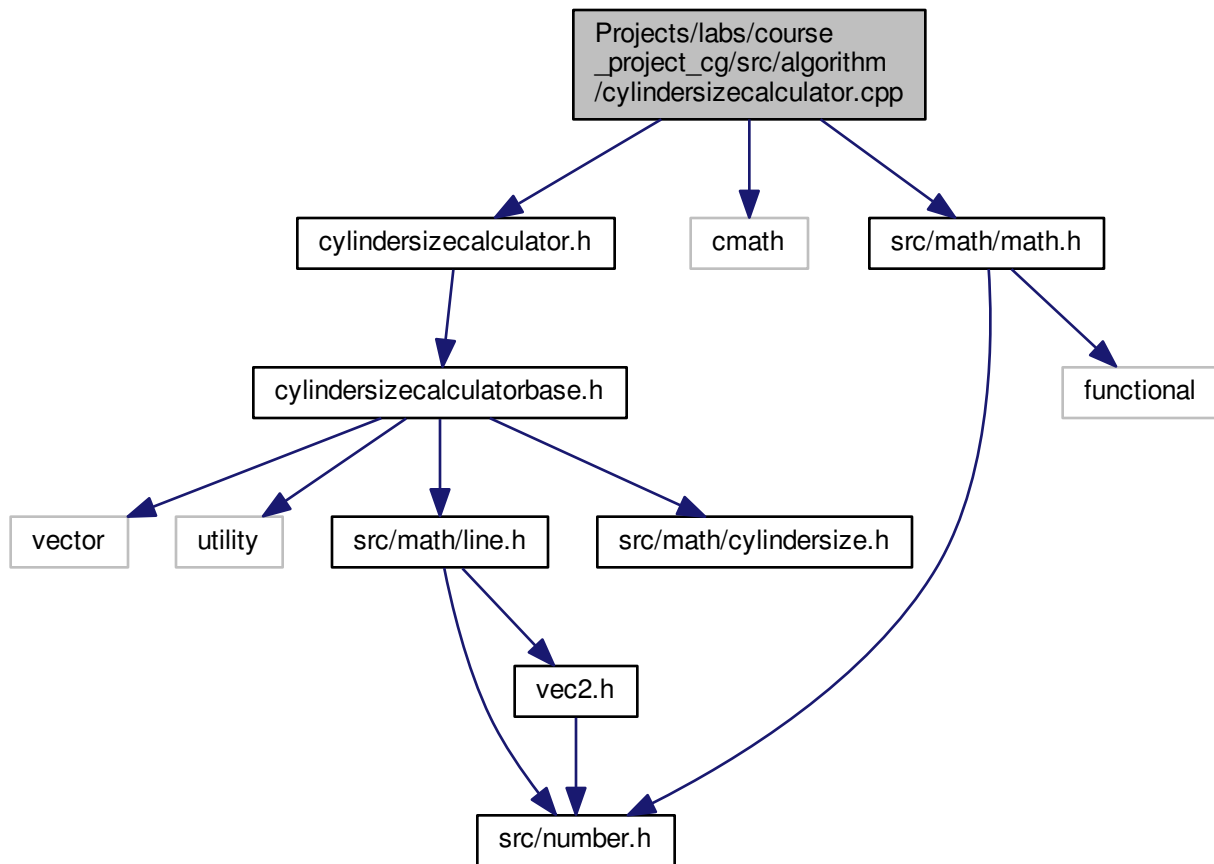 Projects/labs/course
_project_cg/src/algorithm
/cylindersizecalculator.cpp
cylindersizecalculator.h
cmath
src/math/math.h
cylindersizecalculatorbase.h
functional
vector
utility
src/math/line.h
src/math/cylindersize.h
vec2.h
src/number.h